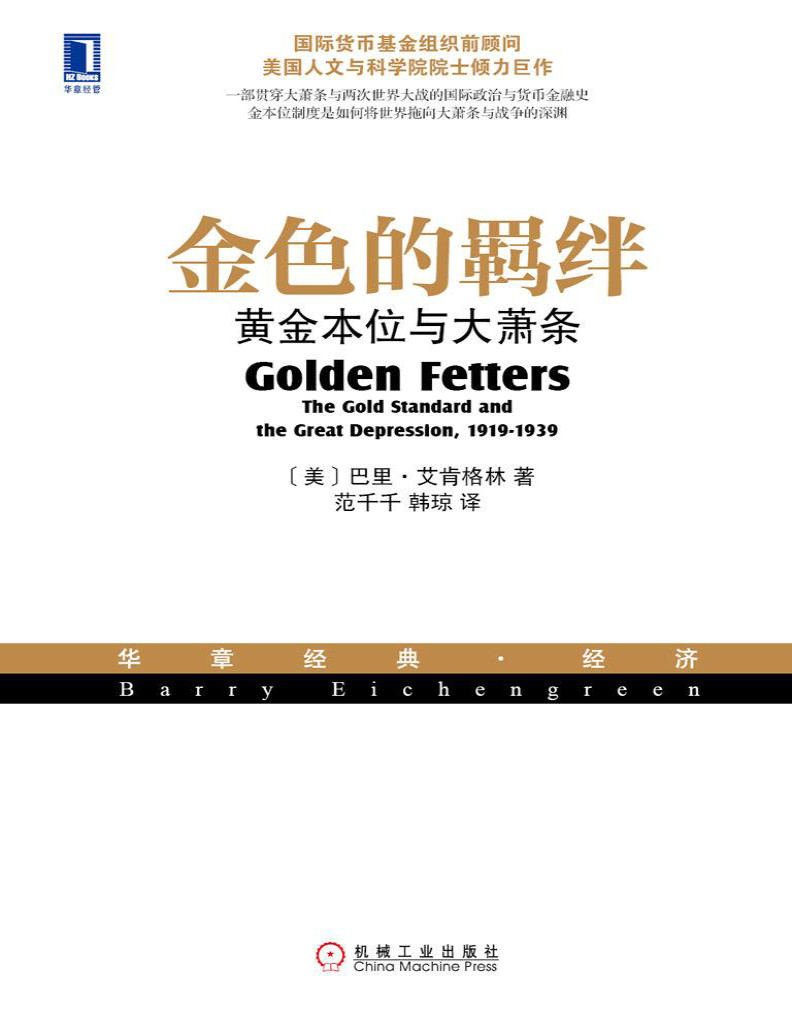 国际货币基金组织前顾问
美国人文与科学院院士倾力巨作
HZ Books
华章经管
一部贯穿大萧条与两次世界大战的国际政治与货币金融史
金本位制度是如何将世界拖向大萧条与战争的深渊
金色的羁绊
黄金本位与大萧条
Golden Fetters
The Gold Standard and
the Great Depression, 1919-1939
〔美〕巴里·艾肯格林 著
范千千 韩琼 译
华章经典·经济
Barry Eichengreen
机械工业出版社
China Machine Press